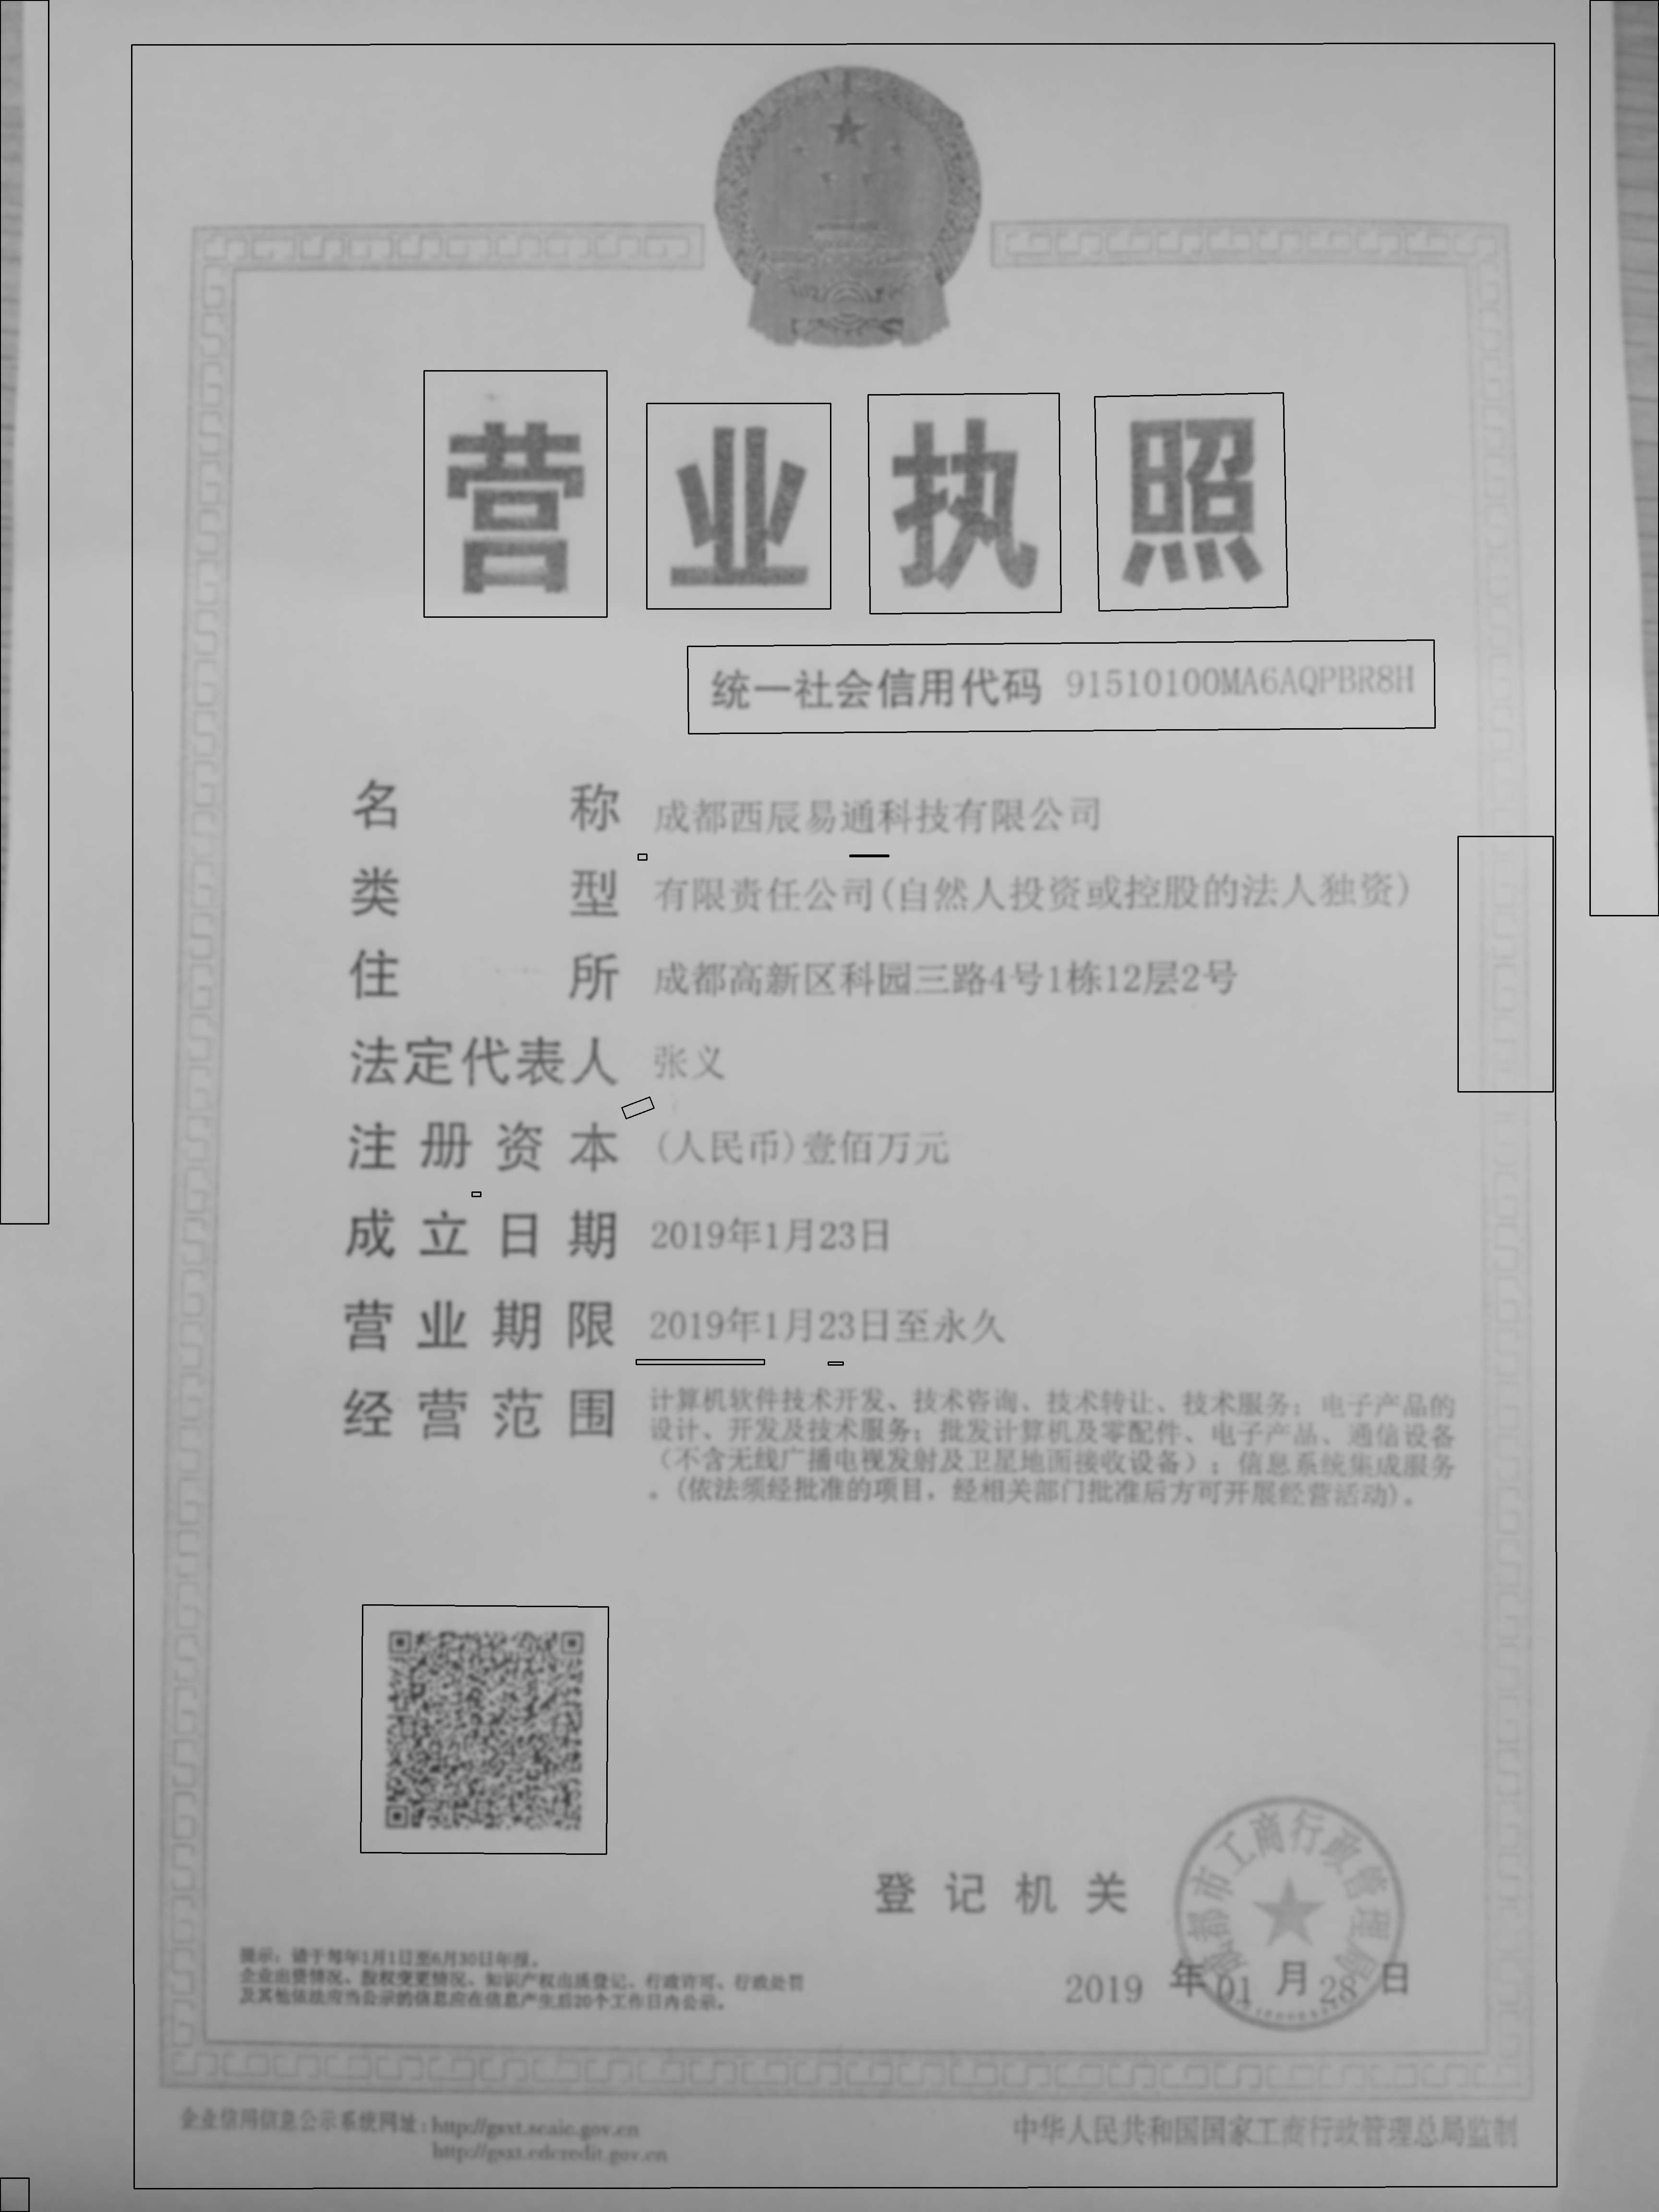 营业执照
统一社会信用代码 91510100MA6AQPBR8H
名称 成都西辰易通科技有限公司
类型 有限责任公司(自然人投资或控股的法人独资)
住所 成都高新区科园三路4号1栋12层2号
法定代表人 张义
注册资本 (人民币)壹佰万元
成立日期 2019年1月23日
营业期限 2019年1月23日至永久
经营范围 计算机软件技术开发、技术咨询、技术转让、技术服务；电子产品的
设计、开发及技术服务；批发计算机及零配件、电子产品、通信设备
（不含无线广播电视发射及卫星地面接收设备）；信息系统集成服务
。(依法须经批准的项目，经相关部门批准后方可开展经营活动)。
登记机关
成都市工商行政管理局
2019 年 01 月 28 日
提示：请于每年1月1日至6月30日年报。
企业出资情况、股权变更情况、知识产权出质登记、行政许可、行政处罚
及其他依法应当公示的信息应在信息产生后20个工作日内公示。
企业信用信息公示系统网址：http://gsxt.scaic.gov.cn
http://gsxt.cdcredit.gov.cn
中华人民共和国国家工商行政管理总局监制